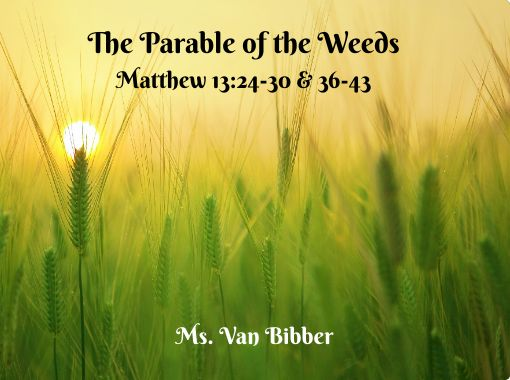 The Parable of the Weeds
Matthew 13:24-30 & 36-43
Ms. Van Bibber